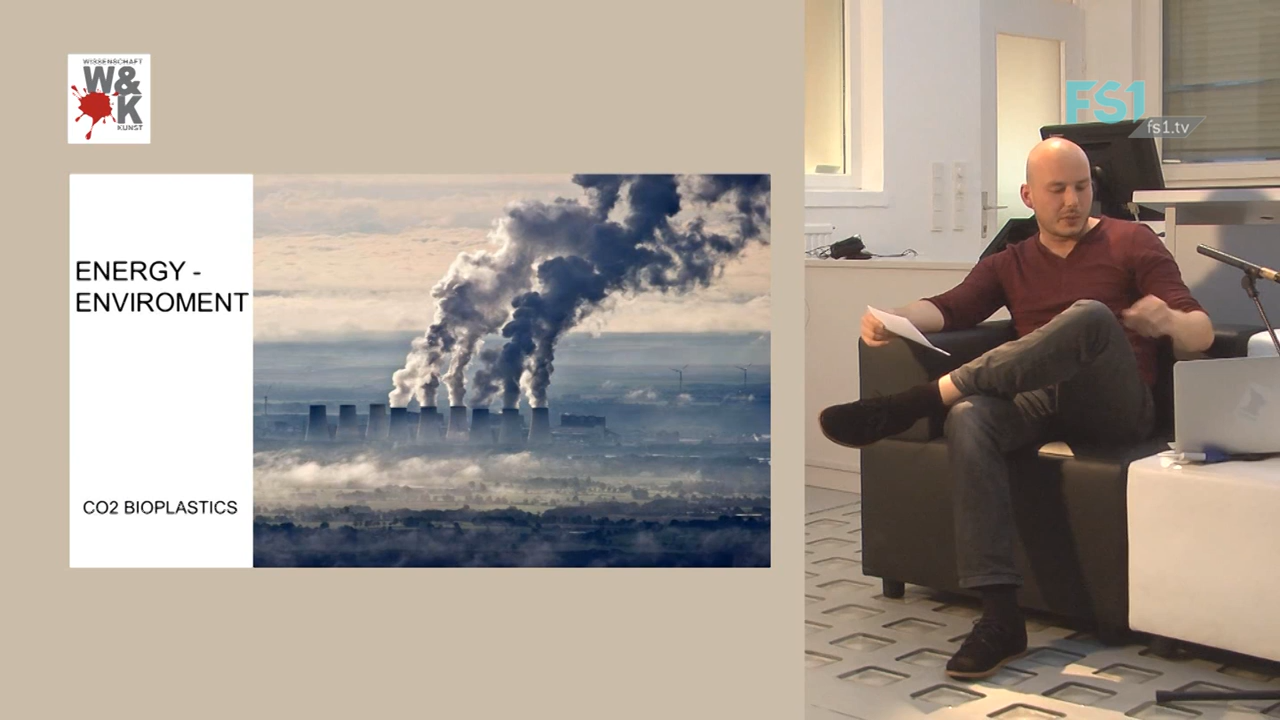 WISSENSCHAFT
W&
K
KUNST
FS1
fs1.tv
ENERGY -
ENVIROMENT
CO2 BIOPLASTICS